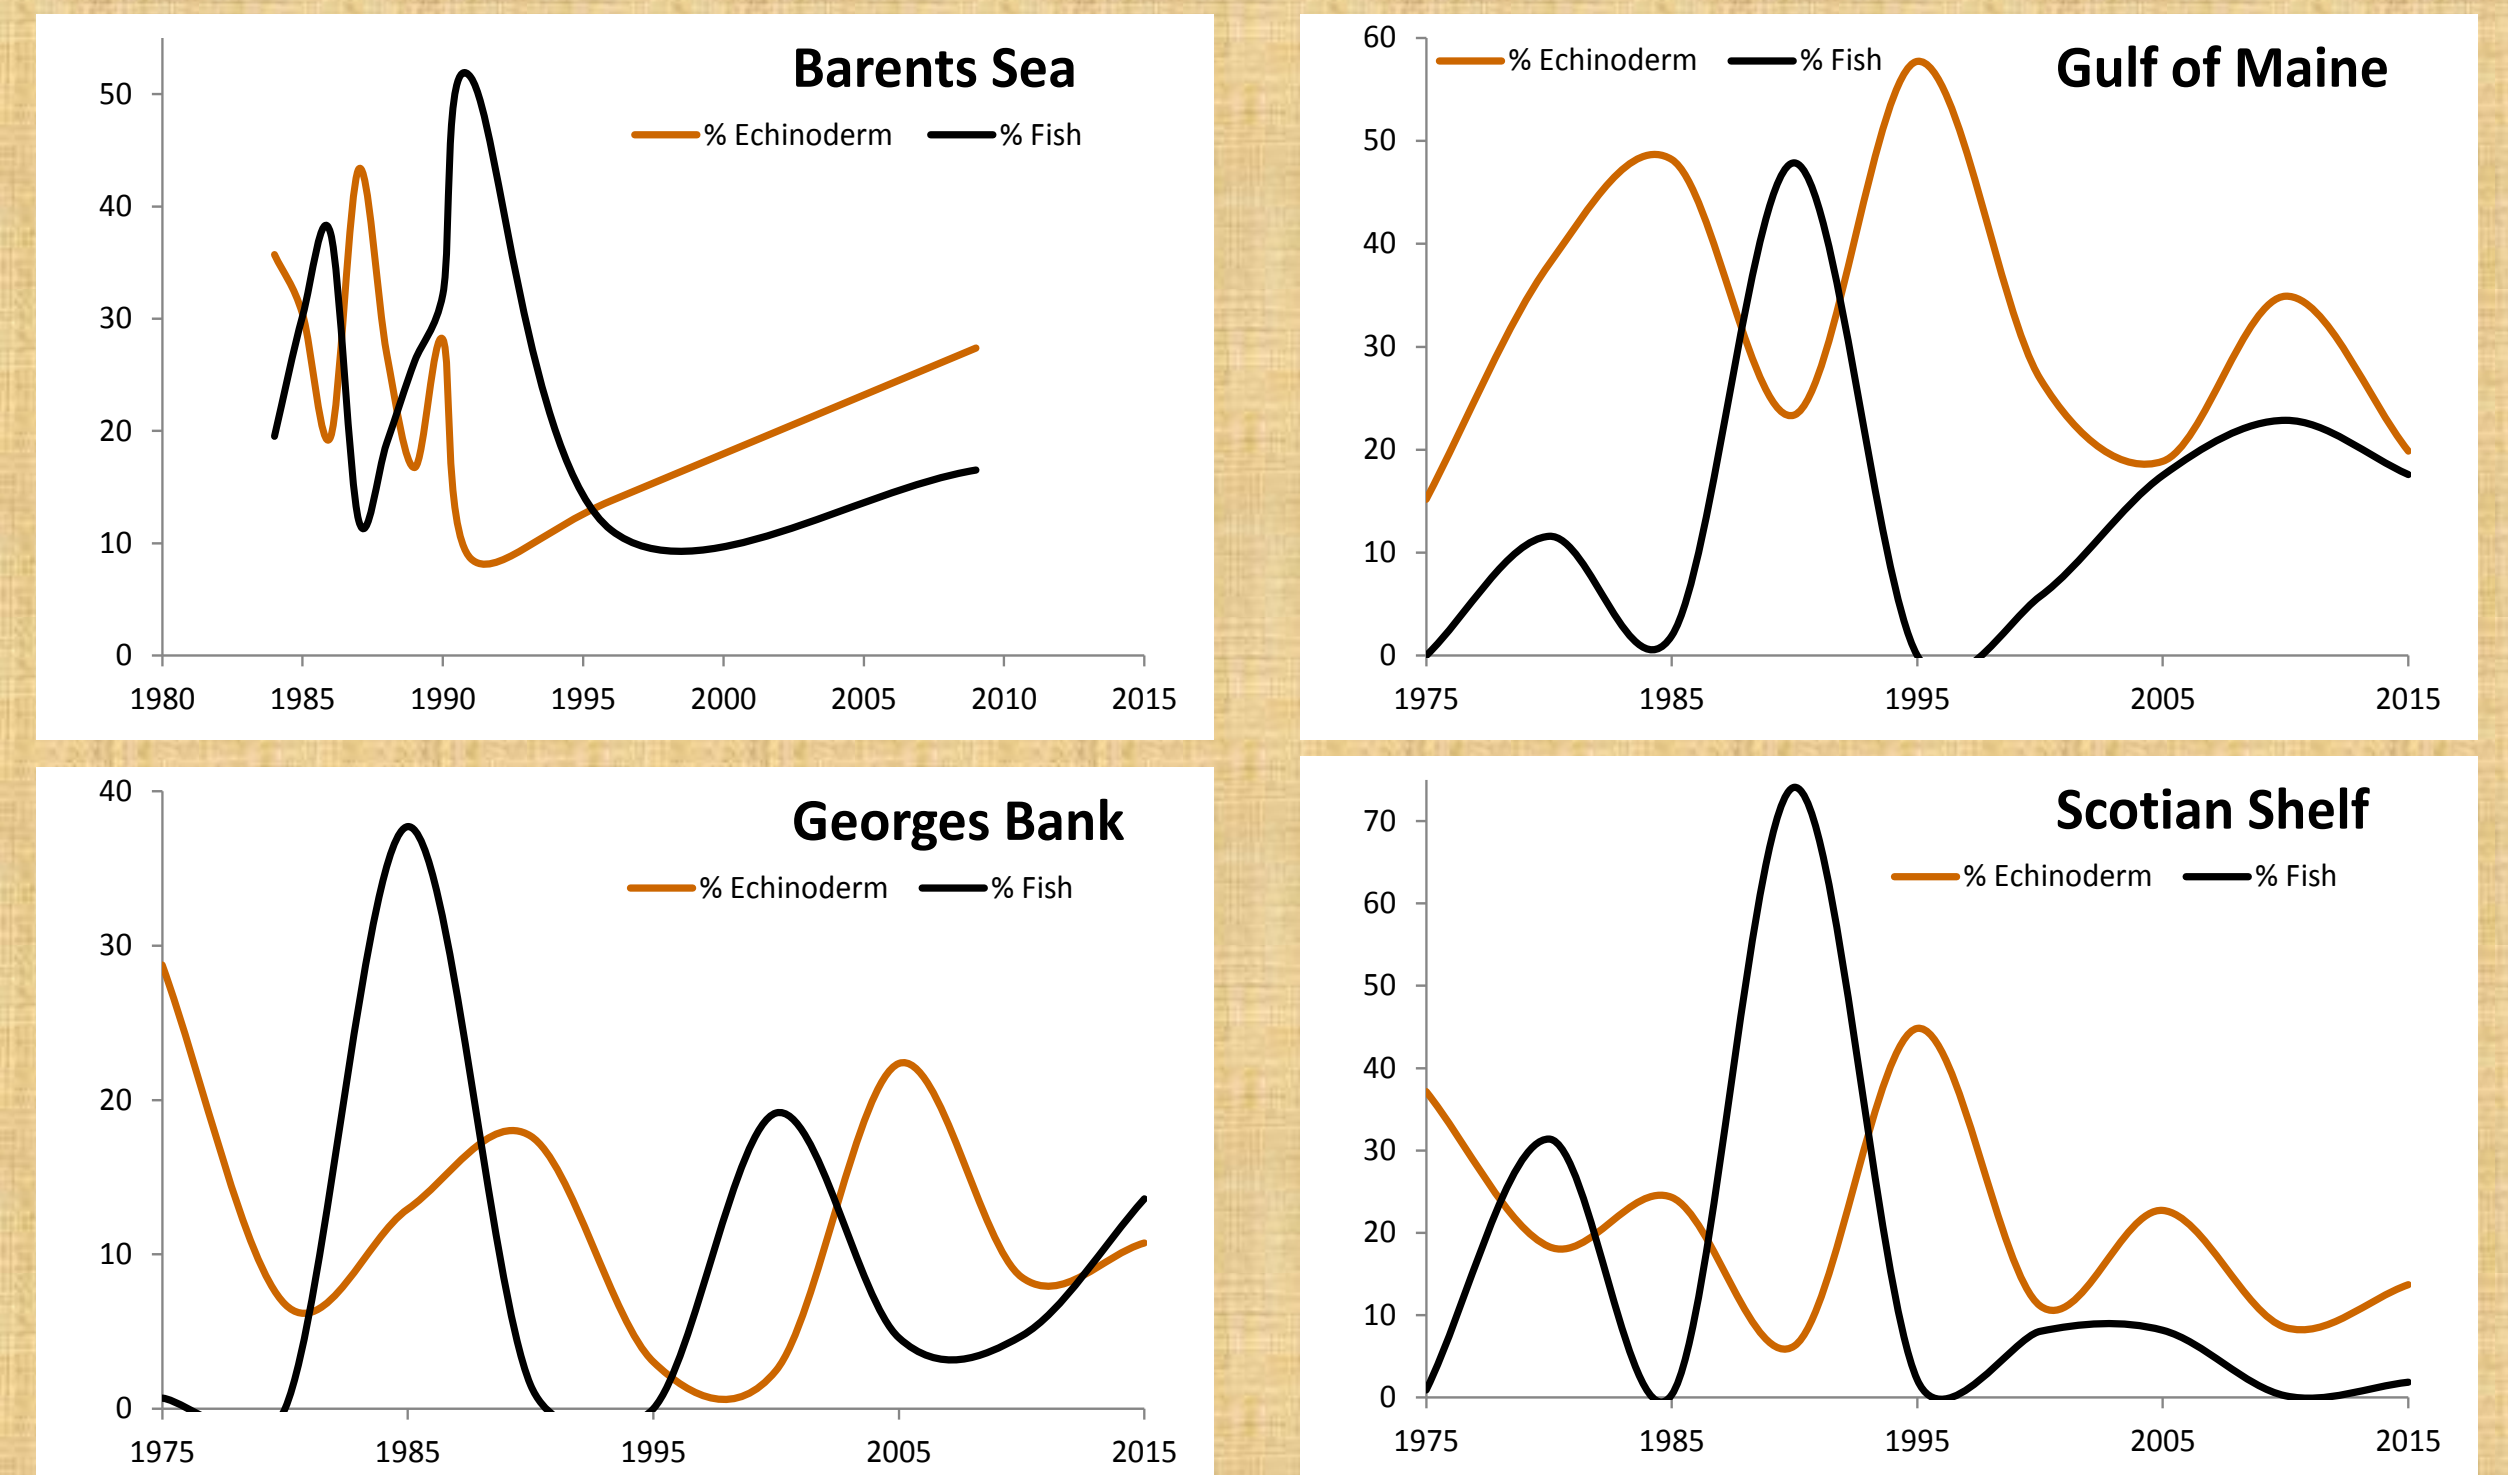 Barents Sea
% Echinoderm % Fish
50
40
30
20
10
0
1980 1985 1990 1995 2000 2005 2010 2015
Gulf of Maine
% Echinoderm % Fish
60
50
40
30
20
10
0
1975 1985 1995 2005 2015
Georges Bank
% Echinoderm % Fish
40
30
20
10
0
1975 1985 1995 2005 2015
Scotian Shelf
% Echinoderm % Fish
70
60
50
40
30
20
10
0
1975 1985 1995 2005 2015